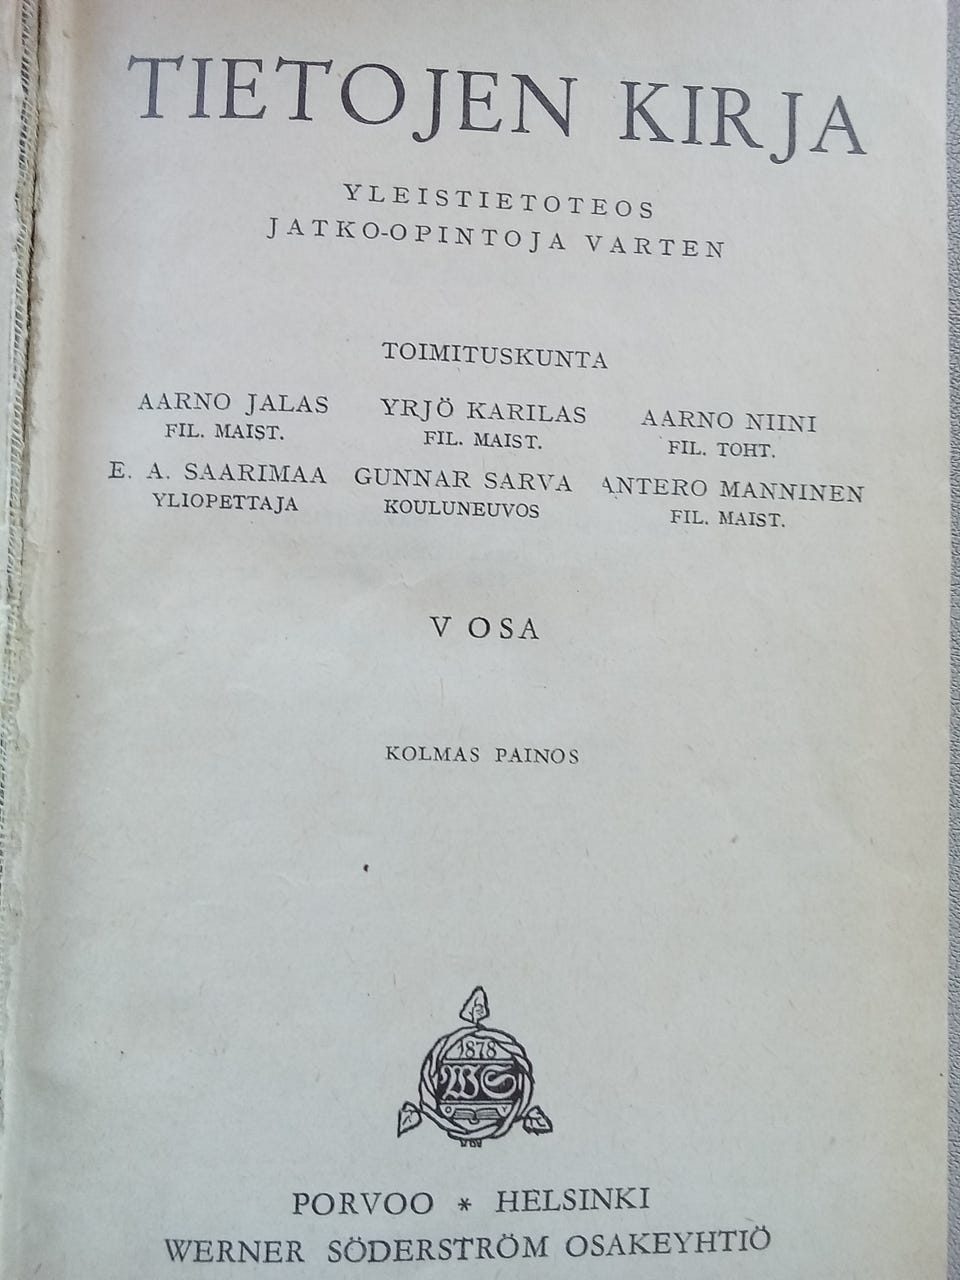 TIETOJEN KIRJA
YLEISTIETOTEOS
JATKO-OPINTOJA VARTEN
TOIMITUSKUNTA
AARNO JALAS YRJÖ KARILAS AARNO NIINI
FIL. MAIST. FIL. MAIST. FIL. TOHT.
E. A. SAARIMAA GUNNAR SARVA ANTERO MANNINEN
YLIOPETTAJA KOULUNEUVOS FIL. MAIST.
V OSA
KOLMAS PAINOS
1878
WS
PORVOO * HELSINKI
WERNER SÖDERSTRÖM OSAKEYHTIÖ